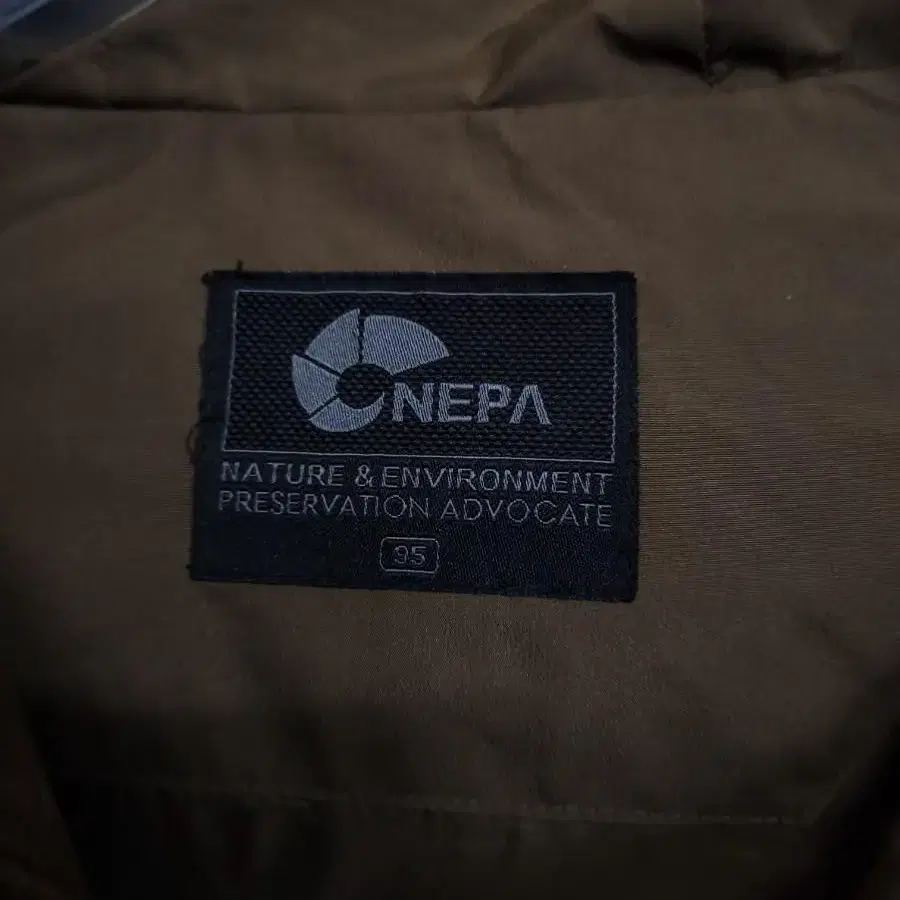 NEPA
NATURE & ENVIRONMENT
PRESERVATION ADVOCATE
95